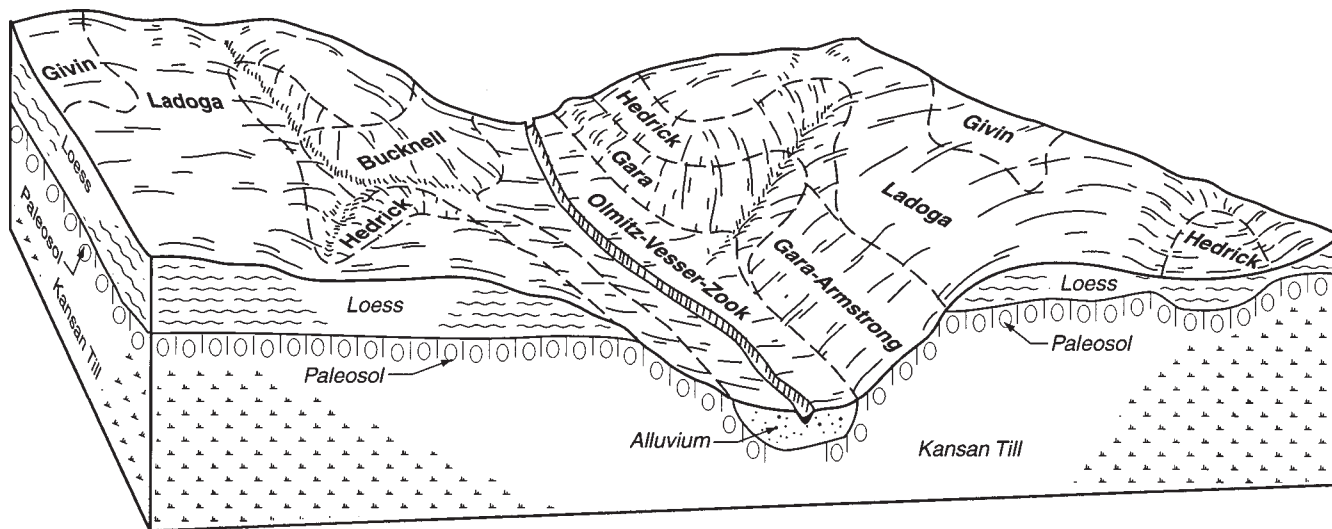 Givin
Ladoga
Bucknell
Hedrick
Hedrick
Gara
Olmitz-Vesser-Zook
Gara-Armstrong
Ladoga
Givin
Hedrick
Loess
Paleosol
Kansan Till
Loess
Paleosol
Alluvium
Loess
Paleosol
Kansan Till